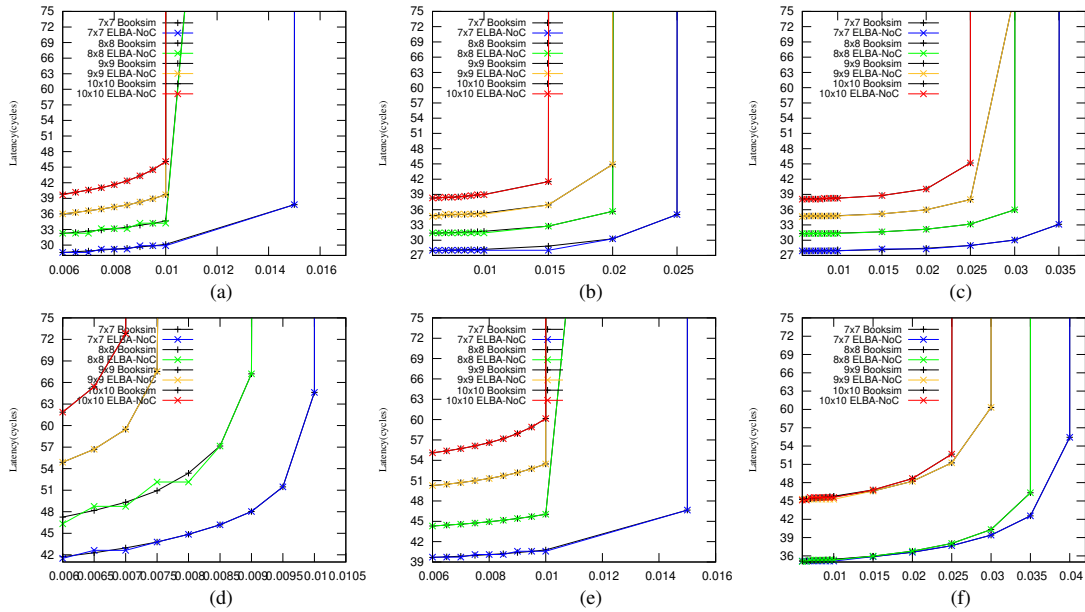 75
72
69
66
63
60
57
54
51
48
45
42
39
36
33
30
Latency(cycles)
7x7 Booksim
7x7 ELBA-NoC
8x8 Booksim
8x8 ELBA-NoC
9x9 Booksim
9x9 ELBA-NoC
10x10 Booksim
10x10 ELBA-NoC
0.006 0.008 0.01 0.012 0.014 0.016
(a)
75
72
69
66
63
60
57
54
51
48
45
42
39
36
33
30
27
Latency(cycles)
7x7 Booksim
7x7 ELBA-NoC
8x8 Booksim
8x8 ELBA-NoC
9x9 Booksim
9x9 ELBA-NoC
10x10 Booksim
10x10 ELBA-NoC
0.01 0.015 0.02 0.025
(b)
75
72
69
66
63
60
57
54
51
48
45
42
39
36
33
30
27
Latency(cycles)
7x7 Booksim
7x7 ELBA-NoC
8x8 Booksim
8x8 ELBA-NoC
9x9 Booksim
9x9 ELBA-NoC
10x10 Booksim
10x10 ELBA-NoC
0.01 0.015 0.02 0.025 0.03 0.035
(c)
75
72
69
66
63
60
57
54
51
48
45
42
Latency(cycles)
7x7 Booksim
7x7 ELBA-NoC
8x8 Booksim
8x8 ELBA-NoC
9x9 Booksim
9x9 ELBA-NoC
10x10 Booksim
10x10 ELBA-NoC
0.006 0.0065 0.007 0.0075 0.008 0.0085 0.009 0.0095 0.01 0.0105
(d)
75
72
69
66
63
60
57
54
51
48
45
42
39
Latency(cycles)
7x7 Booksim
7x7 ELBA-NoC
8x8 Booksim
8x8 ELBA-NoC
9x9 Booksim
9x9 ELBA-NoC
10x10 Booksim
10x10 ELBA-NoC
0.006 0.008 0.01 0.012 0.014 0.016
(e)
75
72
69
66
63
60
57
54
51
48
45
42
39
36
Latency(cycles)
7x7 Booksim
7x7 ELBA-NoC
8x8 Booksim
8x8 ELBA-NoC
9x9 Booksim
9x9 ELBA-NoC
10x10 Booksim
10x10 ELBA-NoC
0.01 0.015 0.02 0.025 0.03 0.035 0.04
(f)